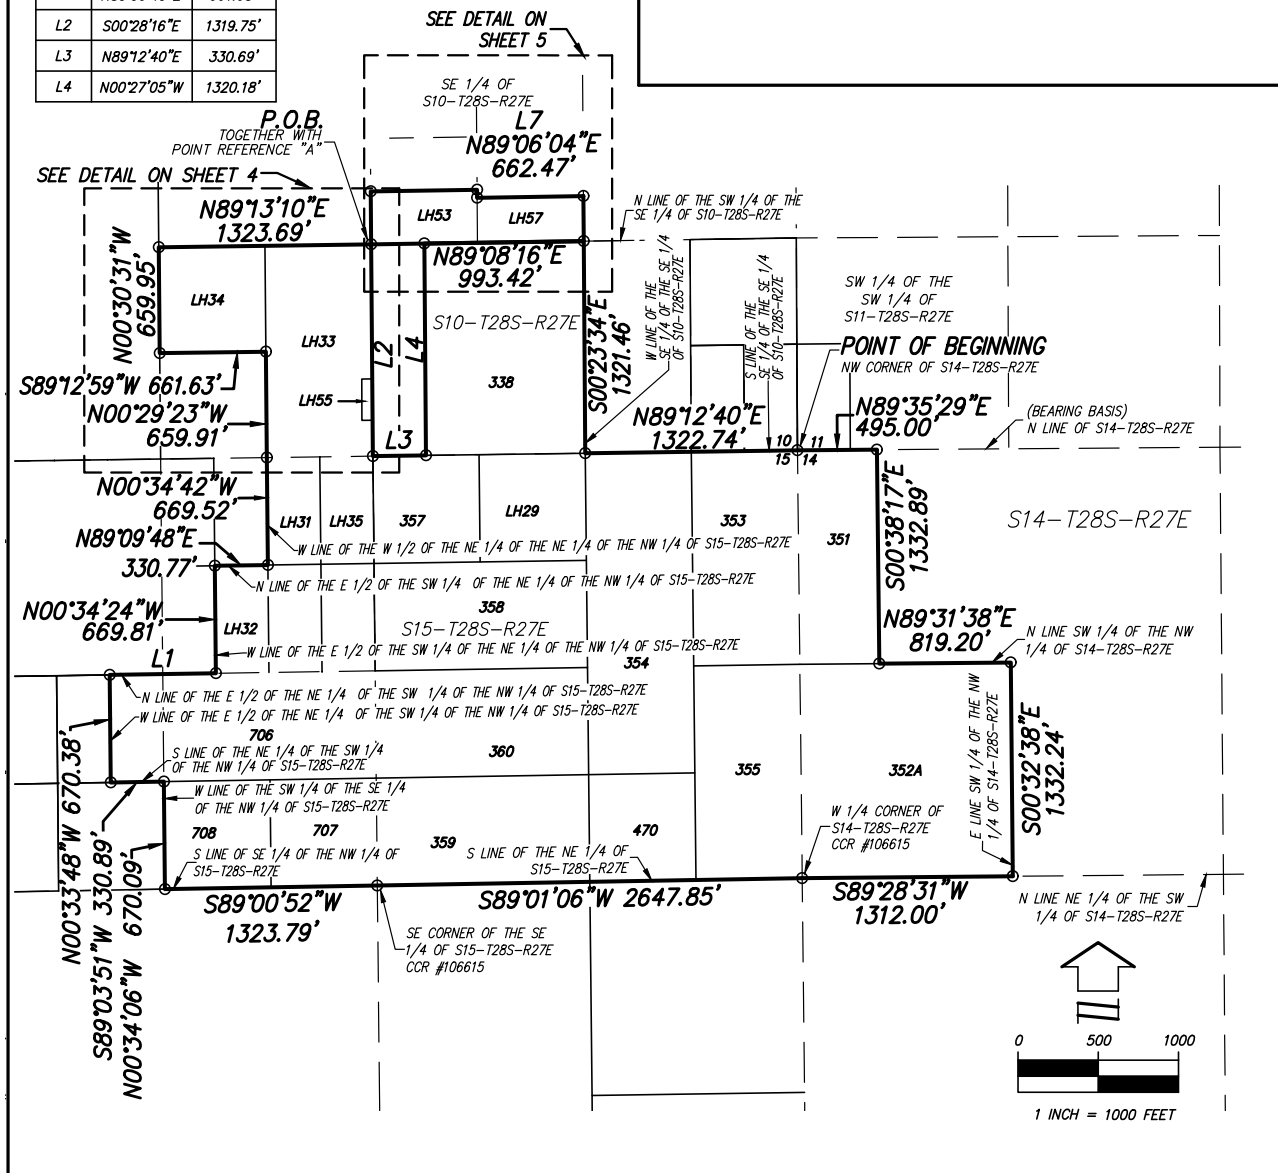 L2 S00°28'16"E 1319.75'
L3 N89°12'40"E 330.69'
L4 N00°27'05"W 1320.18'
SEE DETAIL ON
SHEET 5
SE 1/4 OF
S10-T28S-R27E
P.O.B.
TOGETHER WITH
POINT REFERENCE "A"
L7
N89°06'04"E
662.47'
SEE DETAIL ON SHEET 4
N89°13'10"E
1323.69'
LH53
LH57
N LINE OF THE SW 1/4 OF THE
SE 1/4 OF S10-T28S-R27E
N00°30'31"W
659.95'
N89°08'16"E
993.42'
LH34
LH33
S10-T28S-R27E
W LINE OF THE
SE 1/4 OF THE SE 1/4
OF S10-T28S-R27E
S LINE OF THE
SE 1/4 OF THE SE 1/4
OF S10-T28S-R27E
SW 1/4 OF THE
SW 1/4 OF
S11-T28S-R27E
POINT OF BEGINNING
NW CORNER OF S14-T28S-R27E
L2
L4
S00°23'34"E
1321.46'
S89°12'59"W 661.63'
LH55
338
N00°29'23"W
659.91'
L3
N89°12'40"E
1322.74'
N89°35'29"E
495.00'
(BEARING BASIS)
N LINE OF S14-T28S-R27E
10 11
15 14
N00°34'42"W
669.52'
LH31
LH35
357
LH29
353
351
S00°38'17"E
1332.89'
S14-T28S-R27E
N89°09'48"E
330.77'
W LINE OF THE W 1/2 OF THE NE 1/4 OF THE NE 1/4 OF THE NW 1/4 OF S15-T28S-R27E
N LINE OF THE E 1/2 OF THE SW 1/4 OF THE NE 1/4 OF THE NW 1/4 OF S15-T28S-R27E
N00°34'24"W
669.81'
LH32
358
S15-T28S-R27E
N89°31'38"E
819.20'
N LINE SW 1/4 OF THE NW
1/4 OF S14-T28S-R27E
W LINE OF THE E 1/2 OF THE SW 1/4 OF THE NE 1/4 OF THE NW 1/4 OF S15-T28S-R27E
L1
354
N LINE OF THE E 1/2 OF THE NE 1/4 OF THE SW 1/4 OF THE NW 1/4 OF S15-T28S-R27E
W LINE OF THE E 1/2 OF THE NE 1/4 OF THE SW 1/4 OF THE NW 1/4 OF S15-T28S-R27E
706
S LINE OF THE NE 1/4 OF THE SW 1/4
OF THE NW 1/4 OF S15-T28S-R27E
360
355
352A
E LINE SW 1/4 OF THE NW
1/4 OF S14-T28S-R27E
S00°32'38"E
1332.24'
N00°33'48"W 670.38'
W LINE OF THE SW 1/4 OF THE SE 1/4
OF THE NW 1/4 OF S15-T28S-R27E
W 1/4 CORNER OF
S14-T28S-R27E
CCR #106615
708
707
359
470
S LINE OF SE 1/4 OF THE NW 1/4 OF
S15-T28S-R27E
S LINE OF THE NE 1/4 OF
S15-T28S-R27E
S89°03'51"W 330.89'
N00°34'06"W 670.09'
S89°00'52"W
1323.79'
S89°01'06"W 2647.85'
S89°28'31"W
1312.00'
N LINE NE 1/4 OF THE SW
1/4 OF S14-T28S-R27E
SE CORNER OF THE SE
1/4 OF S15-T28S-R27E
CCR #106615
0 500 1000
1 INCH = 1000 FEET